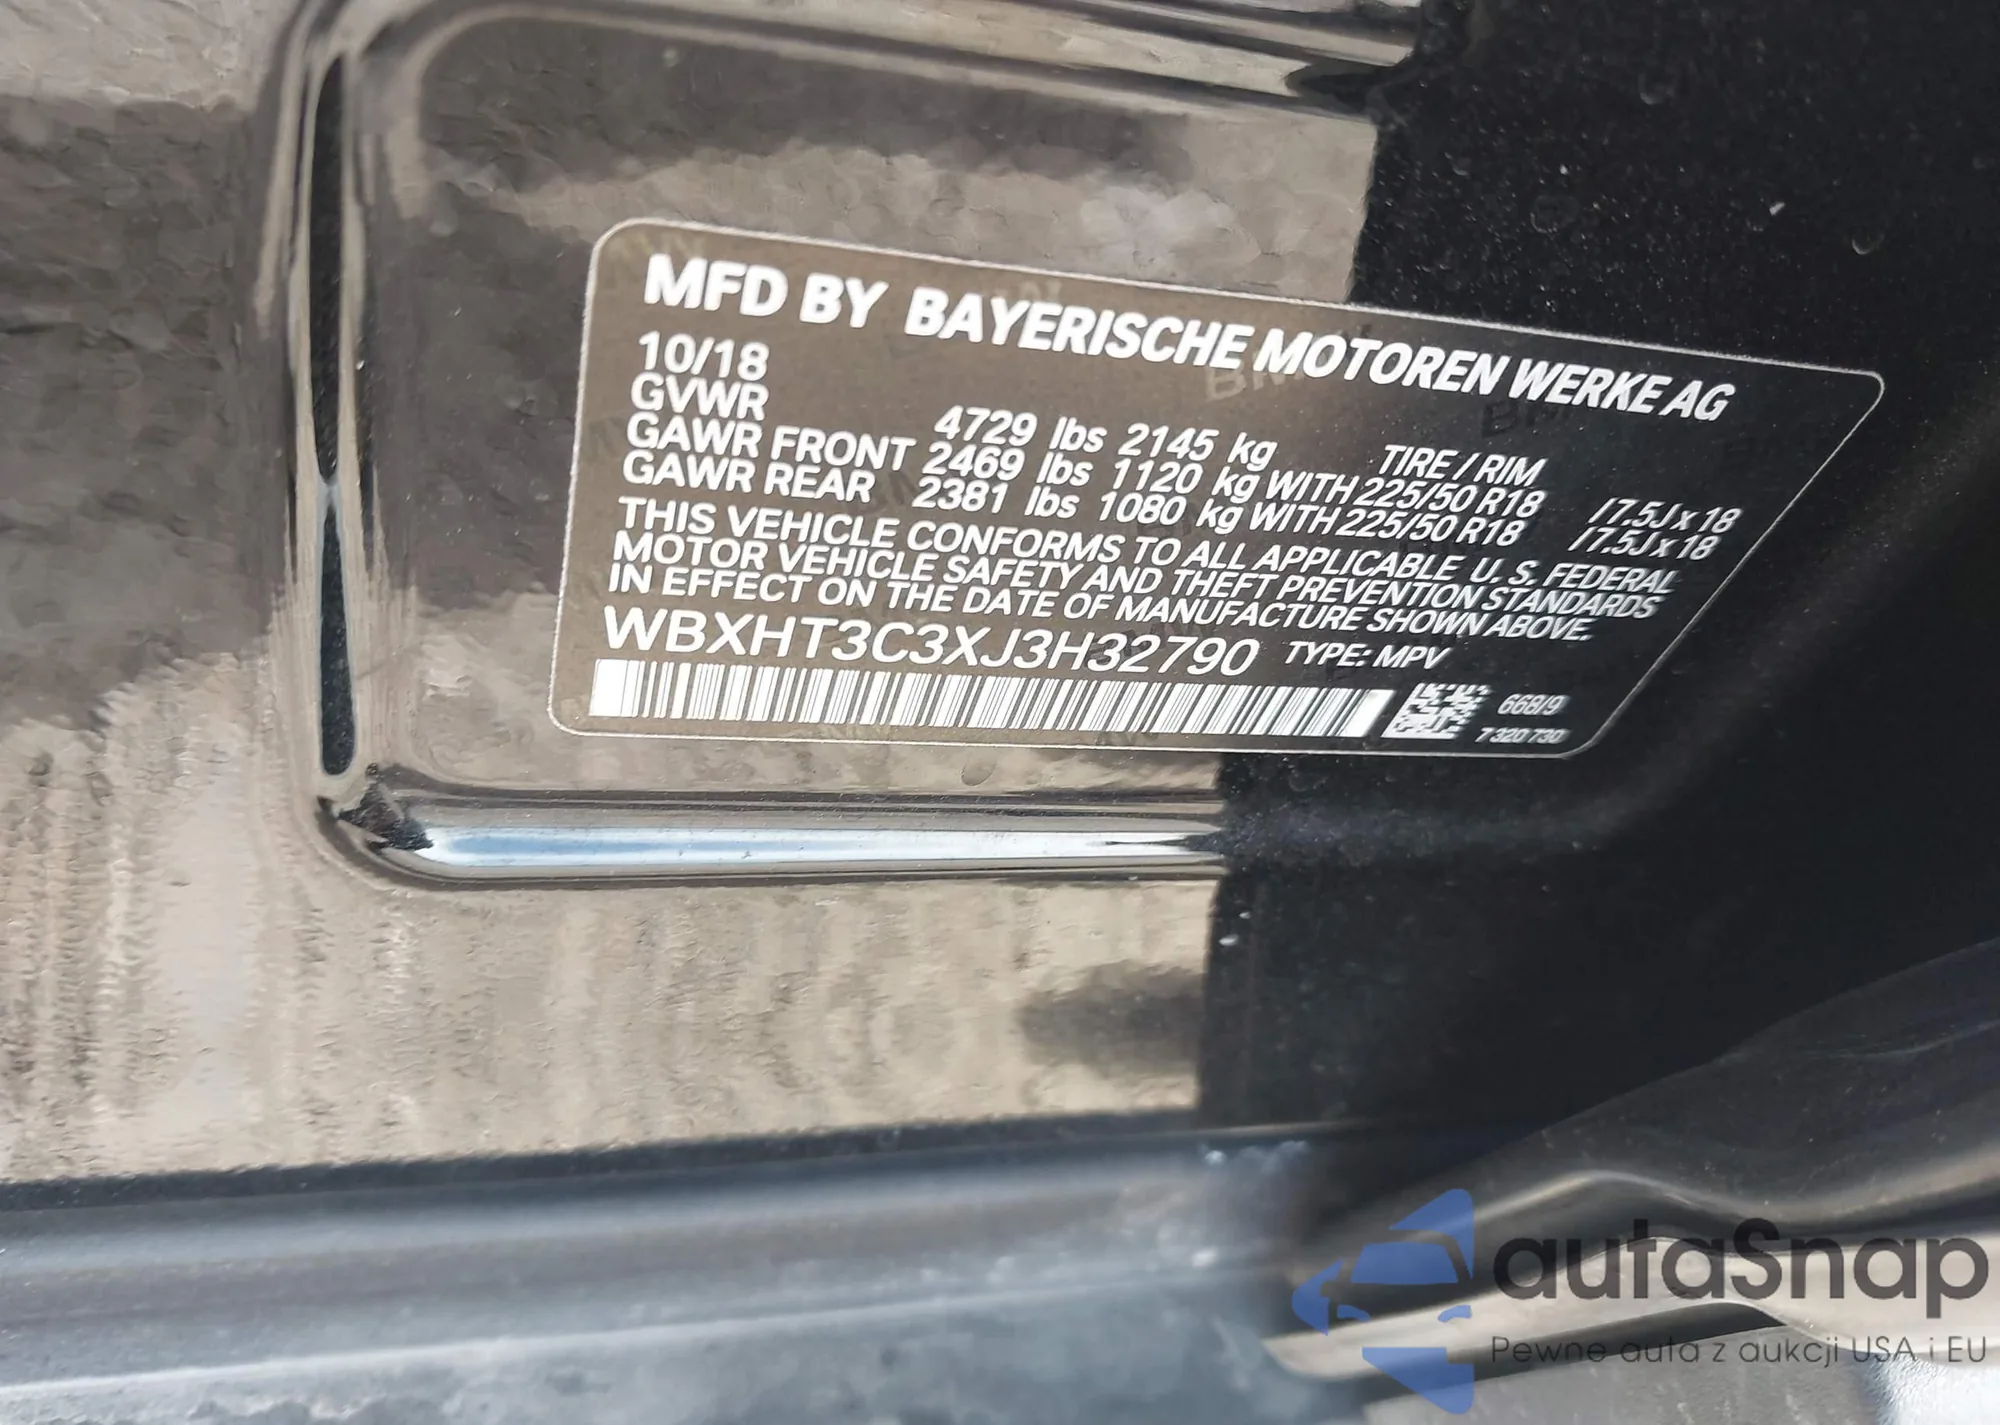 MFD BY BAYERISCHE MOTOREN WERKE AG
10/18
GVWR 4729 lbs 2145 kg TIRE / RIM
GAWR FRONT 2469 lbs 1120 kg WITH 225/50 R18 / 7.5J x 18
GAWR REAR 2381 lbs 1080 kg WITH 225/50 R18 / 7.5J x 18
THIS VEHICLE CONFORMS TO ALL APPLICABLE U. S. FEDERAL
MOTOR VEHICLE SAFETY AND THEFT PREVENTION STANDARDS
IN EFFECT ON THE DATE OF MANUFACTURE SHOWN ABOVE.
WBXHT3C3XJ3H32790 TYPE: MPV
668/9
7 320 730
autaSnap
Pewne auta z aukcji USA i EU